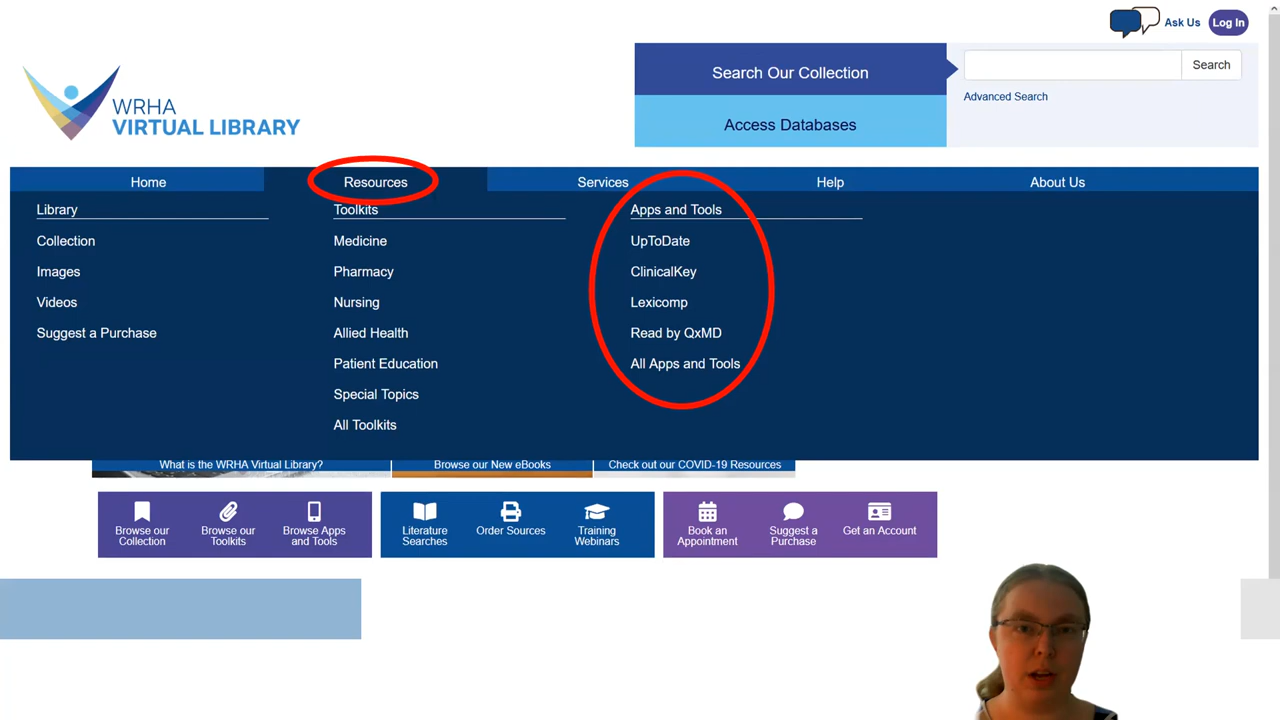 Ask Us
Log In
Search Our Collection
Search
Advanced Search
Access Databases
WRHA
VIRTUAL LIBRARY
Home
Resources
Services
Help
About Us
Library
Collection
Images
Videos
Suggest a Purchase
Toolkits
Medicine
Pharmacy
Nursing
Allied Health
Patient Education
Special Topics
All Toolkits
Apps and Tools
UpToDate
ClinicalKey
Lexicomp
Read by QxMD
All Apps and Tools
What is the WRHA Virtual Library?
Browse our New eBooks
Check out our COVID-19 Resources
Browse our
Collection
Browse our
Toolkits
Browse Apps
and Tools
Literature
Searches
Order Sources
Training
Webinars
Book an
Appointment
Suggest a
Purchase
Get an Account